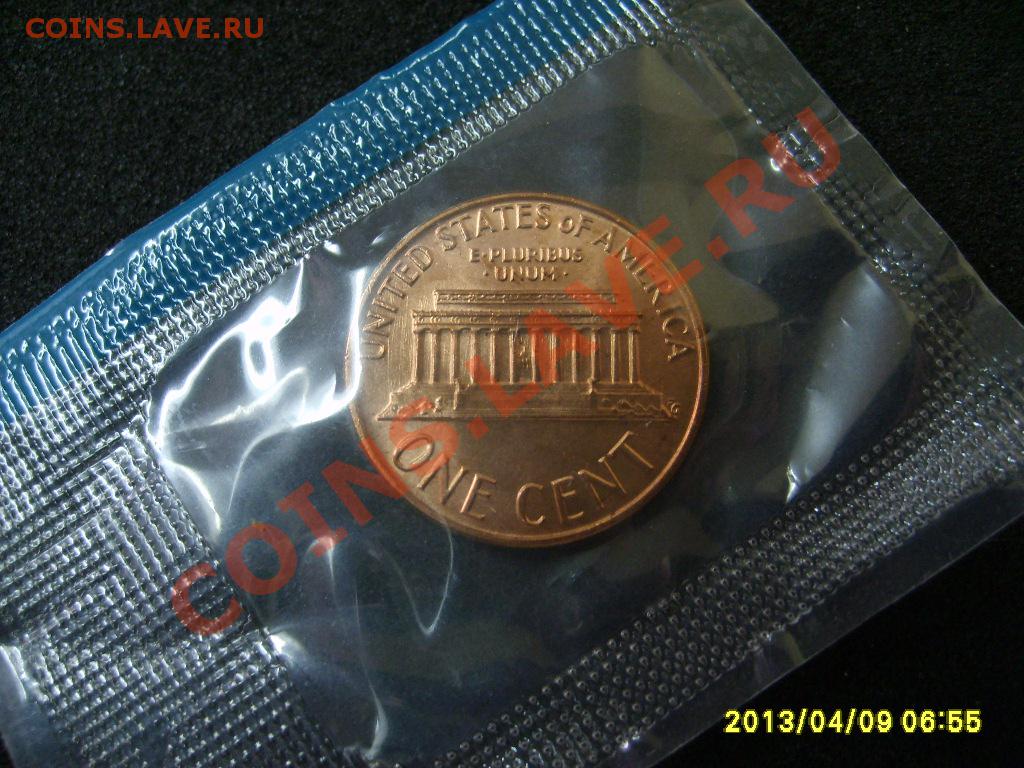 COINS.LAVE.RU
COINS.LAVE.RU
UNITED STATES OF AMERICA
E·PLURIBUS
·UNUM·
ONE CENT
2013/04/09 06:55